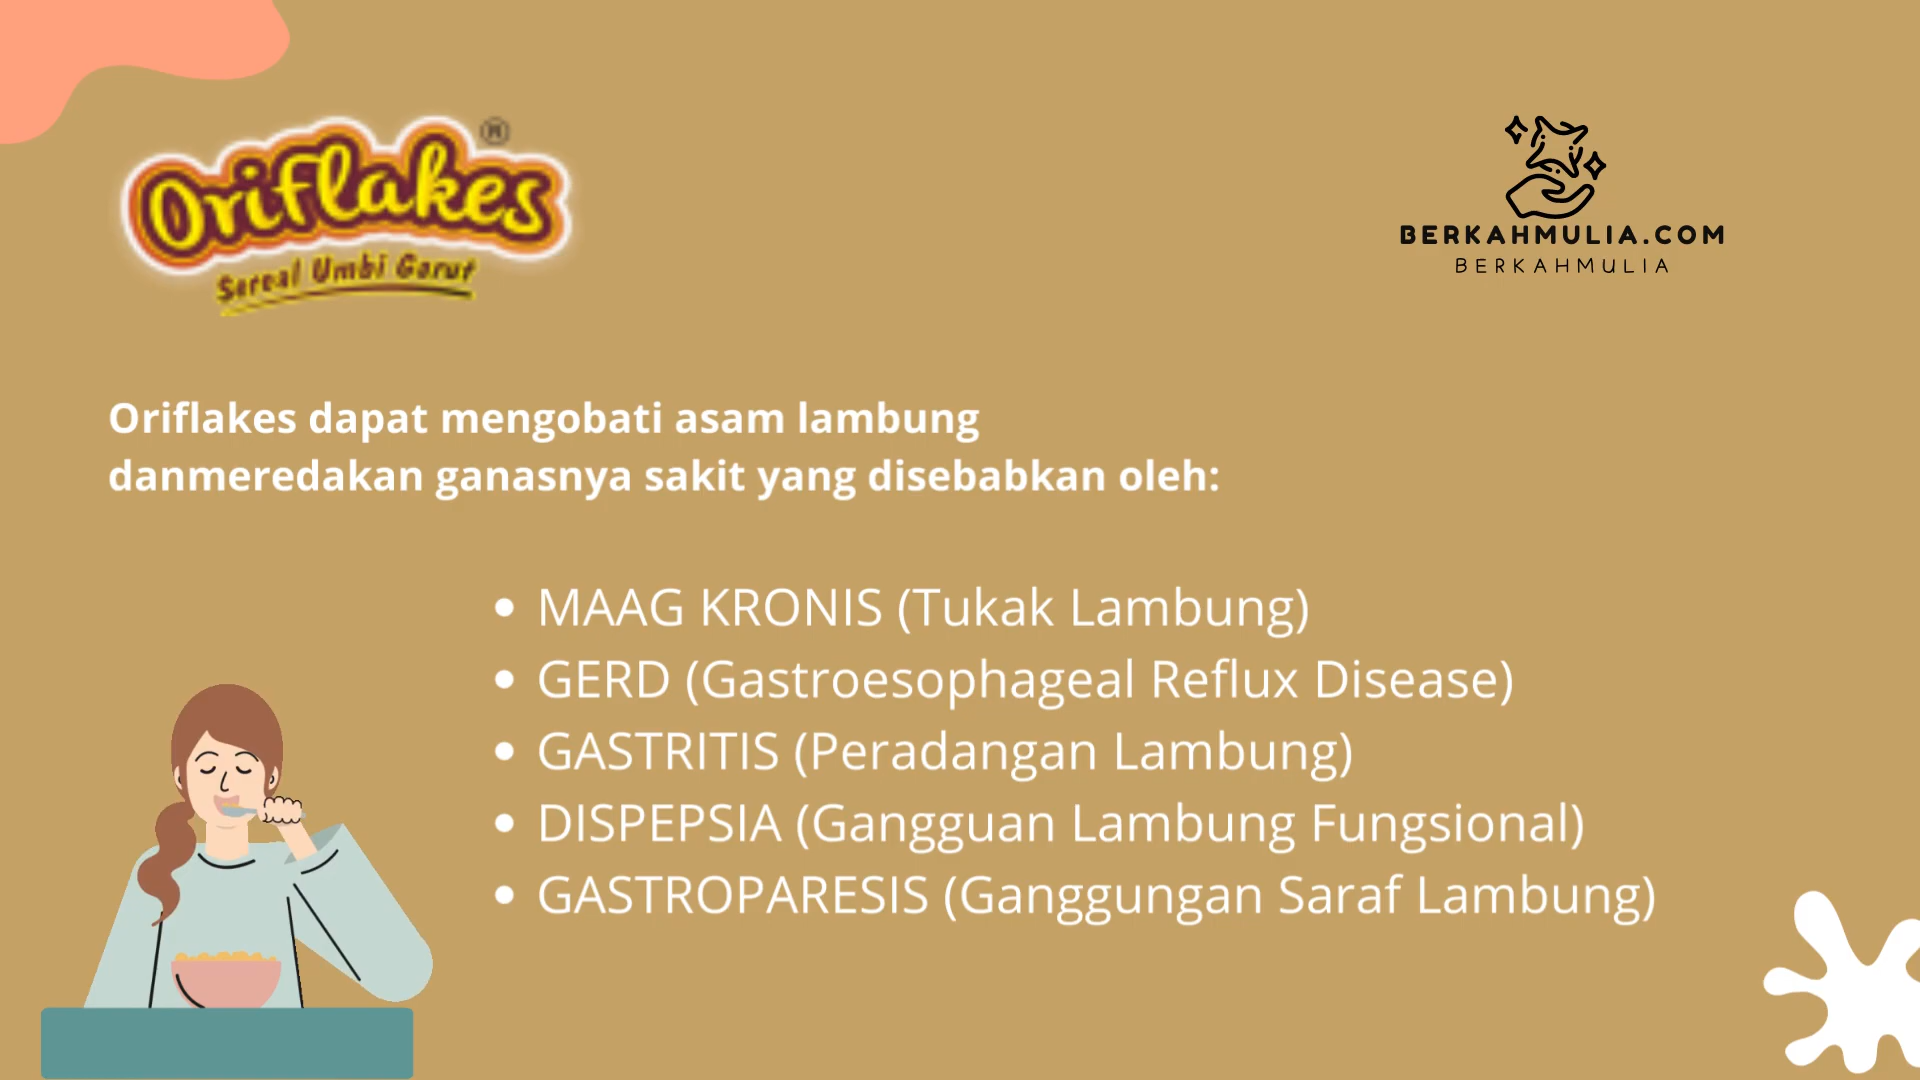 Oriflakes
Sereal Umbi Garut
BERKAHMULIA.COM
BERKAHMULIA
Oriflakes dapat mengobati asam lambung
danmeredakan ganasnya sakit yang disebabkan oleh:
• MAAG KRONIS (Tukak Lambung)
• GERD (Gastroesophageal Reflux Disease)
• GASTRITIS (Peradangan Lambung)
• DISPEPSIA (Gangguan Lambung Fungsional)
• GASTROPARESIS (Ganggungan Saraf Lambung)